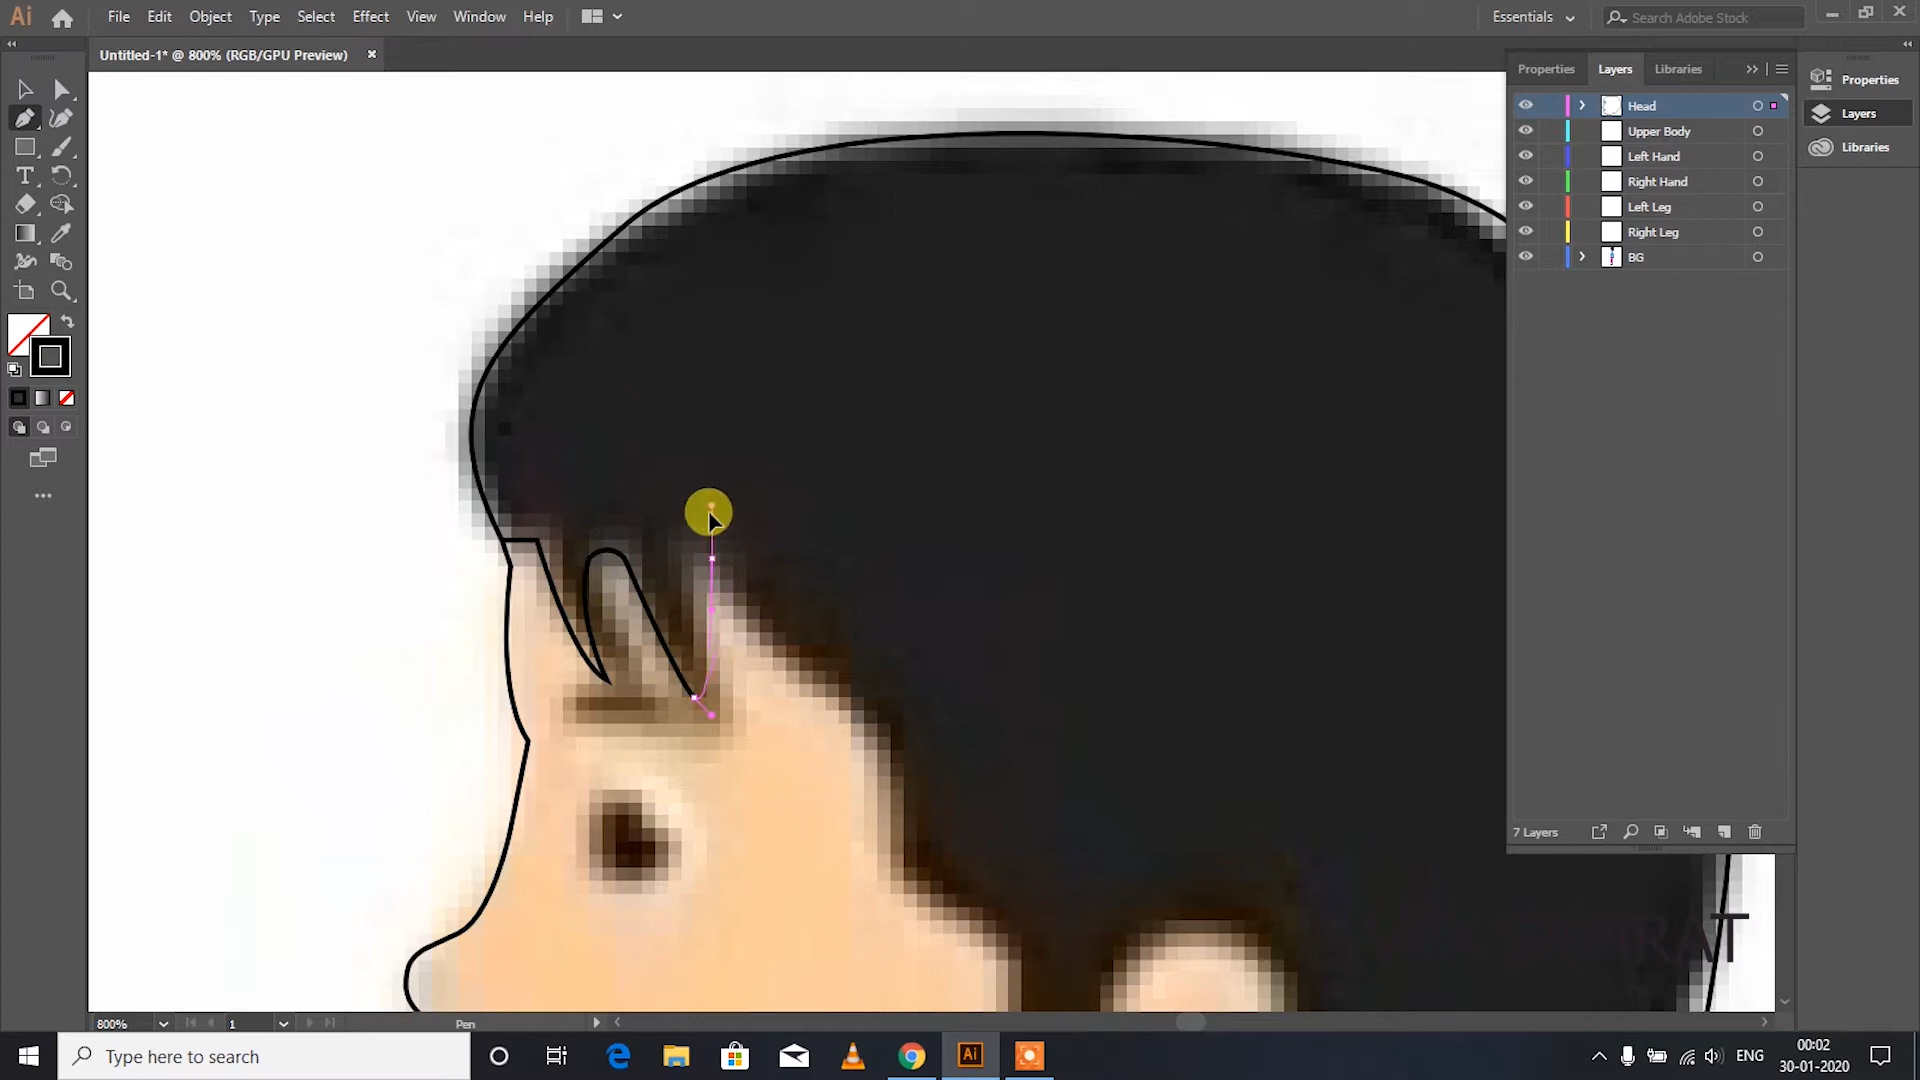 Ai File Edit Object Type Select Effect View Window Help Essentials Search Adobe Stock
Untitled-1* @ 800% (RGB/GPU Preview) ×
Properties Layers Libraries
Head
Upper Body
Left Hand
Right Hand
Left Leg
Right Leg
BG
7 Layers
Properties
Layers
Libraries
RAT
800% 1 Pen
Type here to search
Ai
ENG
00:02
30-01-2020